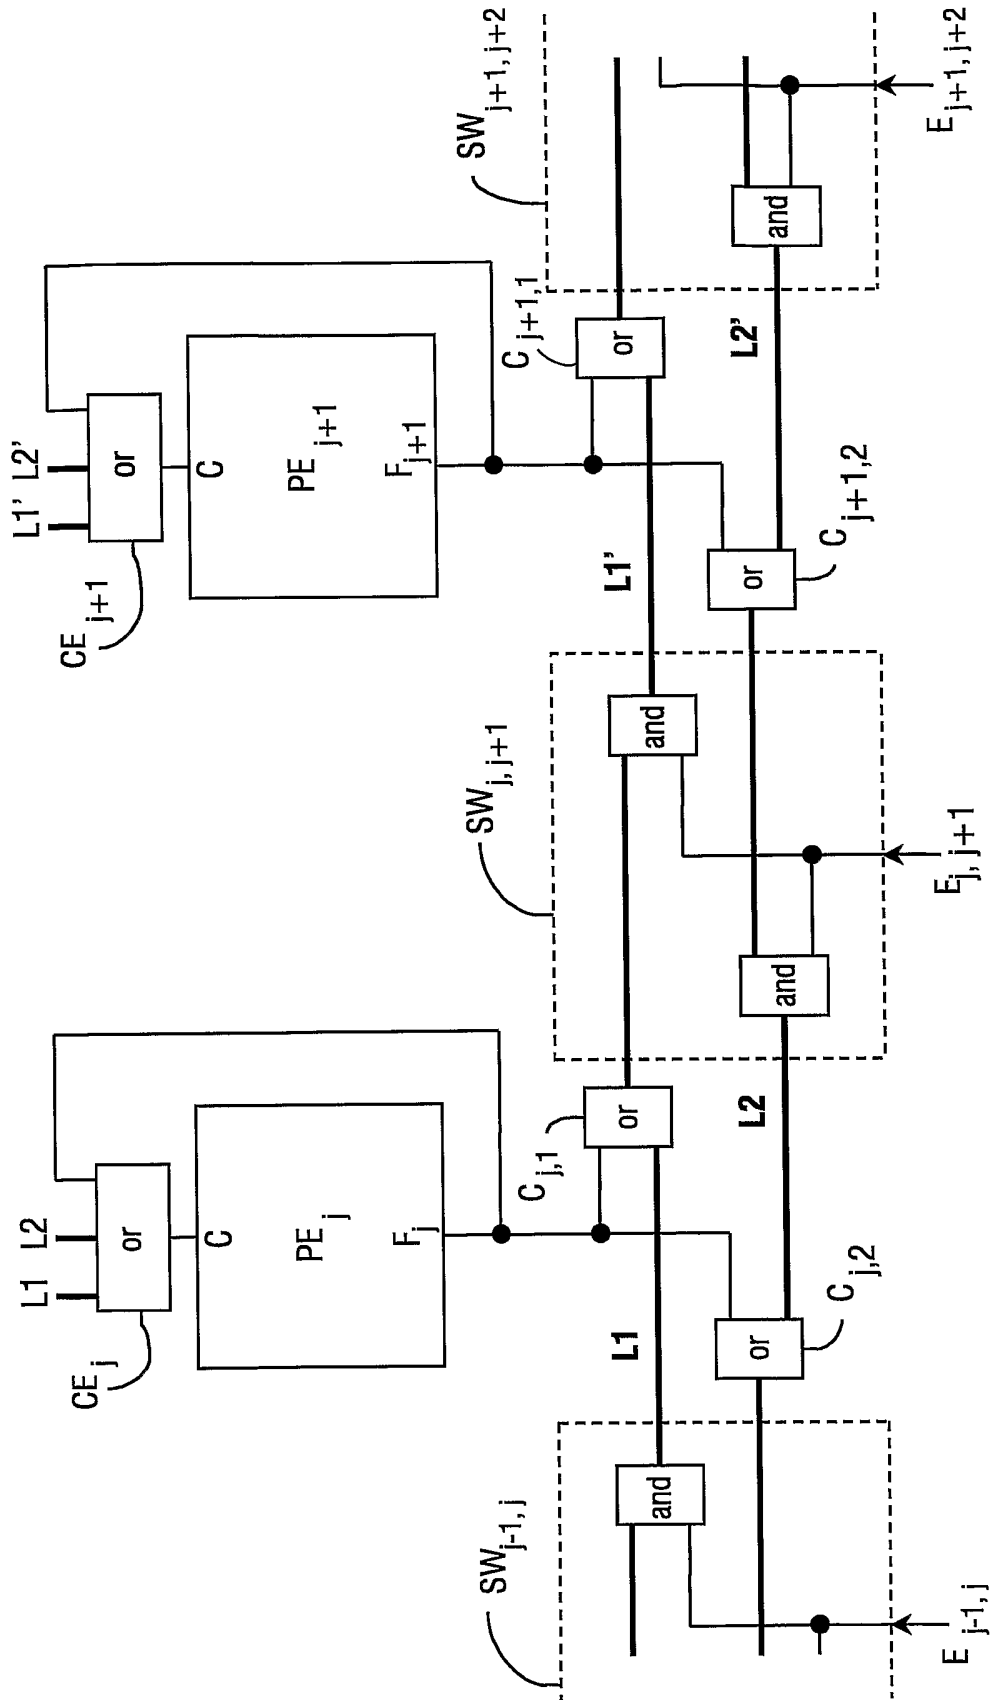 L1 L2
or
CE j
C
PE j
F j
L1' L2'
or
CE j+1
C
PE j+1
F j+1
SW j-1, j
and
L1
C j,1
or
SW j, j+1
and
L1'
C j+1,1
or
SW j+1, j+2
or
C j,2
L2
and
or
C j+1,2
L2'
and
E j-1, j
E j, j+1
E j+1, j+2